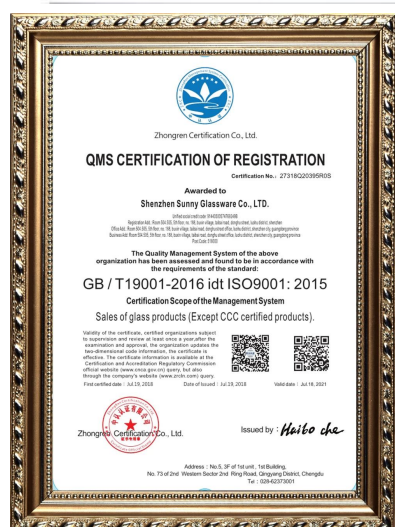 Zhongren Certification Co., Ltd.
QMS CERTIFICATION OF REGISTRATION
Certification No.: 27318Q20395R0S
Awarded to
Shenzhen Sunny Glassware Co., LTD.
The Quality Management System of the above
organization has been assessed and found to be in accordance with
the requirements of the standard:
GB / T19001-2016 idt ISO9001: 2015
Certification Scope of the Management System
Sales of glass products (Except CCC certified products).
Validity of the certificate, certified organizations subject
to supervision and review at least once a year, after the
examination and approval, the organization updates the
two-dimensional code information, the certificate is
effective. The certificate information is available at the
Certification and Accreditation Regulatory Commission
official website (www.cnca.gov.cn) query, but also
through the company's website (www.zrcln.com) query.
First certified date : Jul.19, 2018
Date of Issued : Jul.19, 2018
Valid date : Jul.18, 2021
Zhongren Certification Co., Ltd.
Issued by : Haibo che
Address : No.5, 3F of 1st unit , 1st Building,
No. 73 of 2nd Western Sector 2nd Ring Road, Qingyang District, Chengdu
Tel : 028-62373001